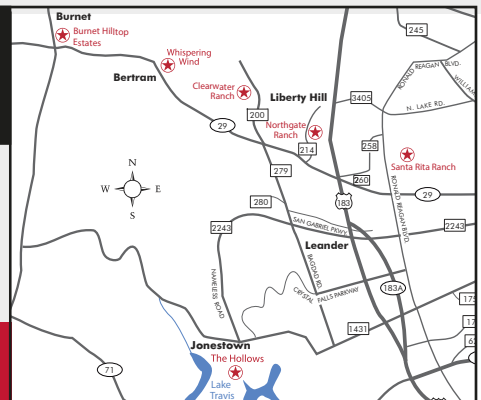 Burnet
Burnet Hilltop
Estates
245
Whispering
Wind
Bertram
RONALD REAGAN BLVD.
Clearwater
Ranch
Liberty Hill
3405
N. LAKE RD.
200
29
Northgate
Ranch
214
258
Santa Rita Ranch
279
260
N
W
E
S
280
183
29
RONALD REAGAN BLVD.
2243
SAN GABRIEL PKWY.
2243
Leander
BAGDAD RD.
NAMELESS ROAD
CRYSTAL FALLS PARKWAY
183A
1431
Jonestown
The Hollows
71
Lake
Travis